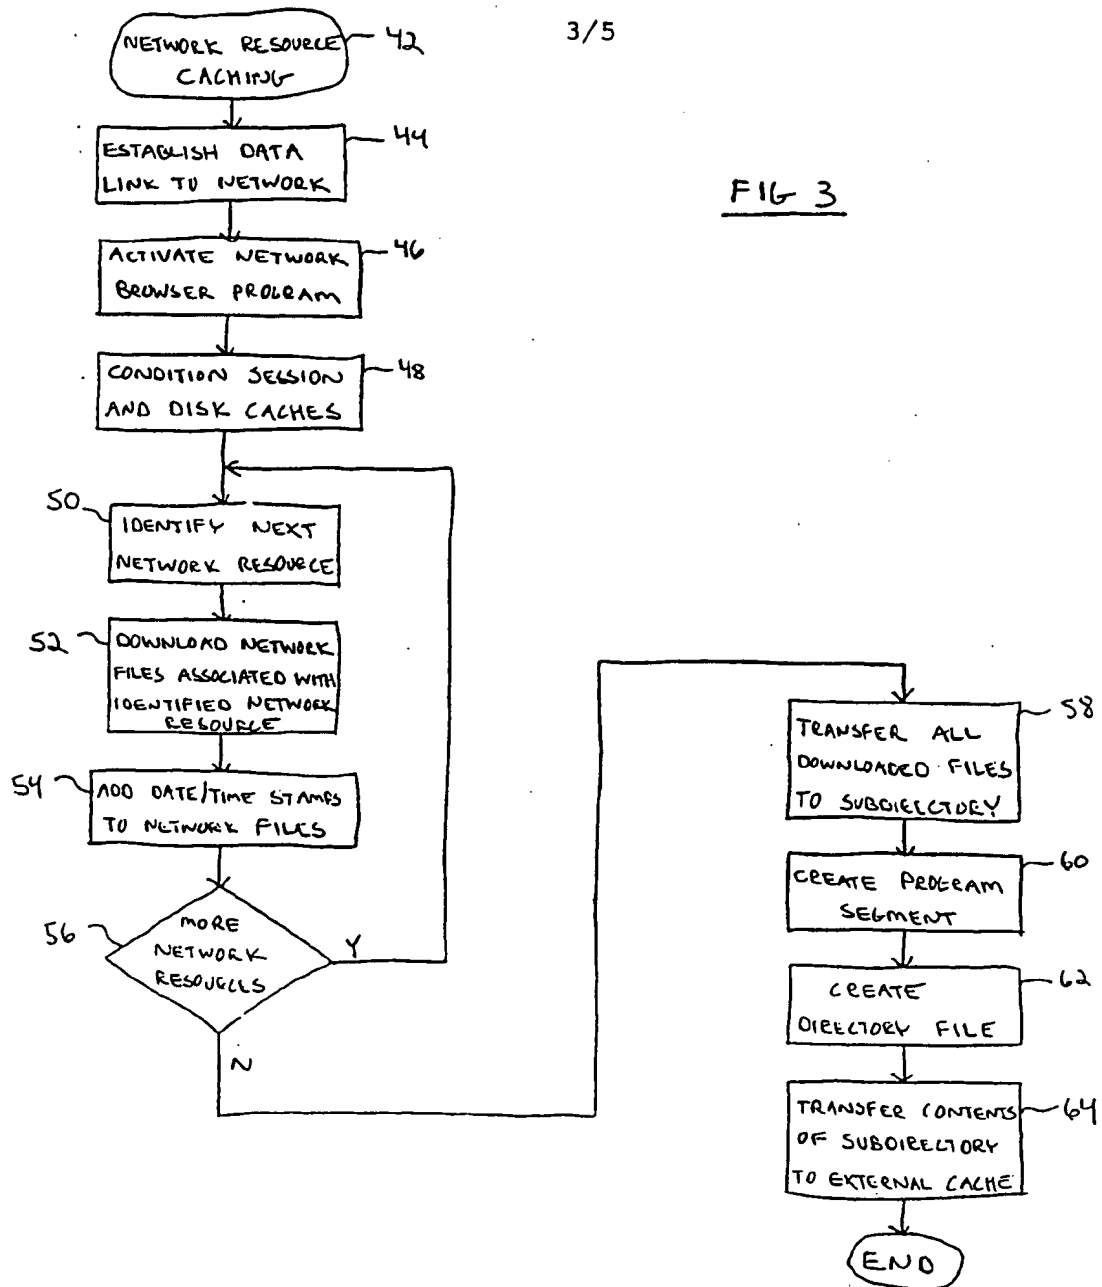 3/5
NETWORK RESOURCE
CACHING
42
ESTABLISH DATA
LINK TO NETWORK
44
FIG 3
ACTIVATE NETWORK
BROWSER PROGRAM
46
CONDITION SESSION
AND DISK CACHES
48
50
IDENTIFY NEXT
NETWORK RESOURCE
52
DOWNLOAD NETWORK
FILES ASSOCIATED WITH
IDENTIFIED NETWORK
RESOURCE
54
ADD DATE/TIME STAMPS
TO NETWORK FILES
56
MORE
NETWORK
RESOURCES
Y
N
TRANSFER ALL
DOWNLOADED FILES
TO SUBDIRECTORY
58
CREATE PROGRAM
SEGMENT
60
CREATE
DIRECTORY FILE
62
TRANSFER CONTENTS
OF SUBDIRECTORY
TO EXTERNAL CACHE
64
END